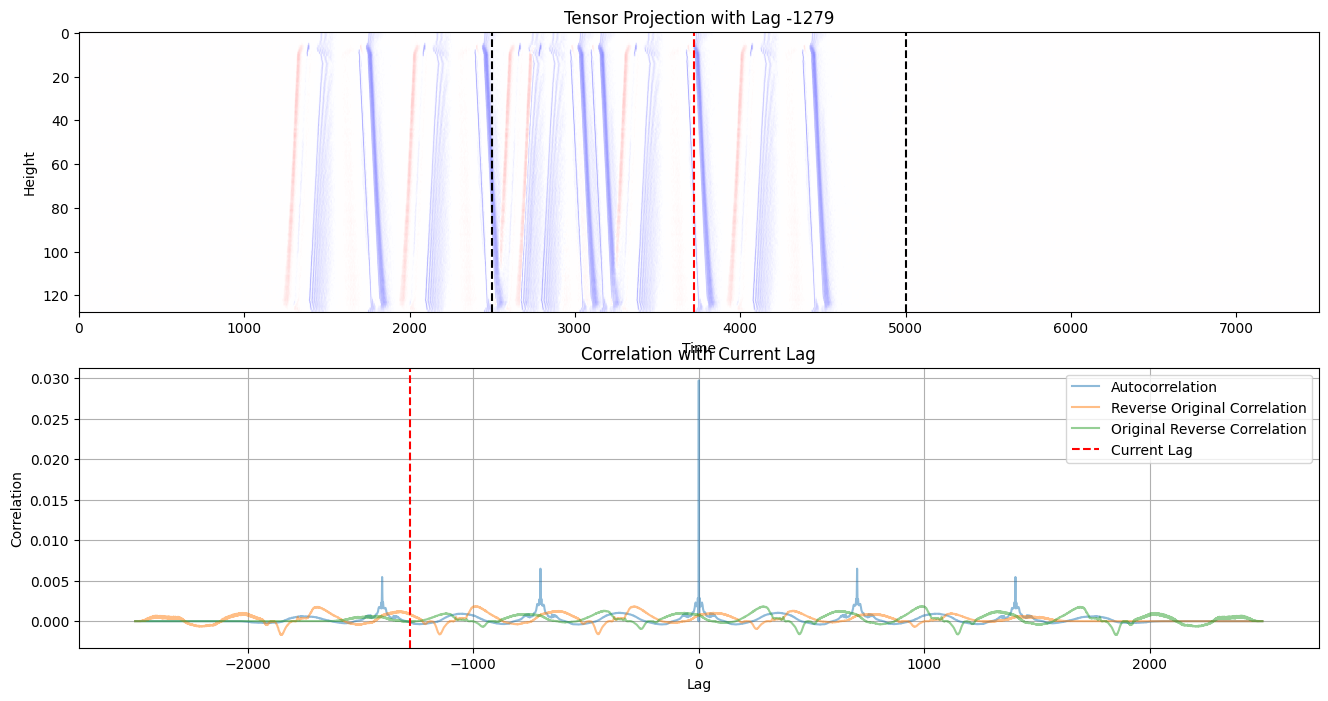 Tensor Projection with Lag -1279
Height
0
20
40
60
80
100
120
0 1000 2000 3000 4000 5000 6000 7000
Time
Correlation with Current Lag
Correlation
0.030
0.025
0.020
0.015
0.010
0.005
0.000
Autocorrelation
Reverse Original Correlation
Original Reverse Correlation
Current Lag
−2000 −1000 0 1000 2000
Lag